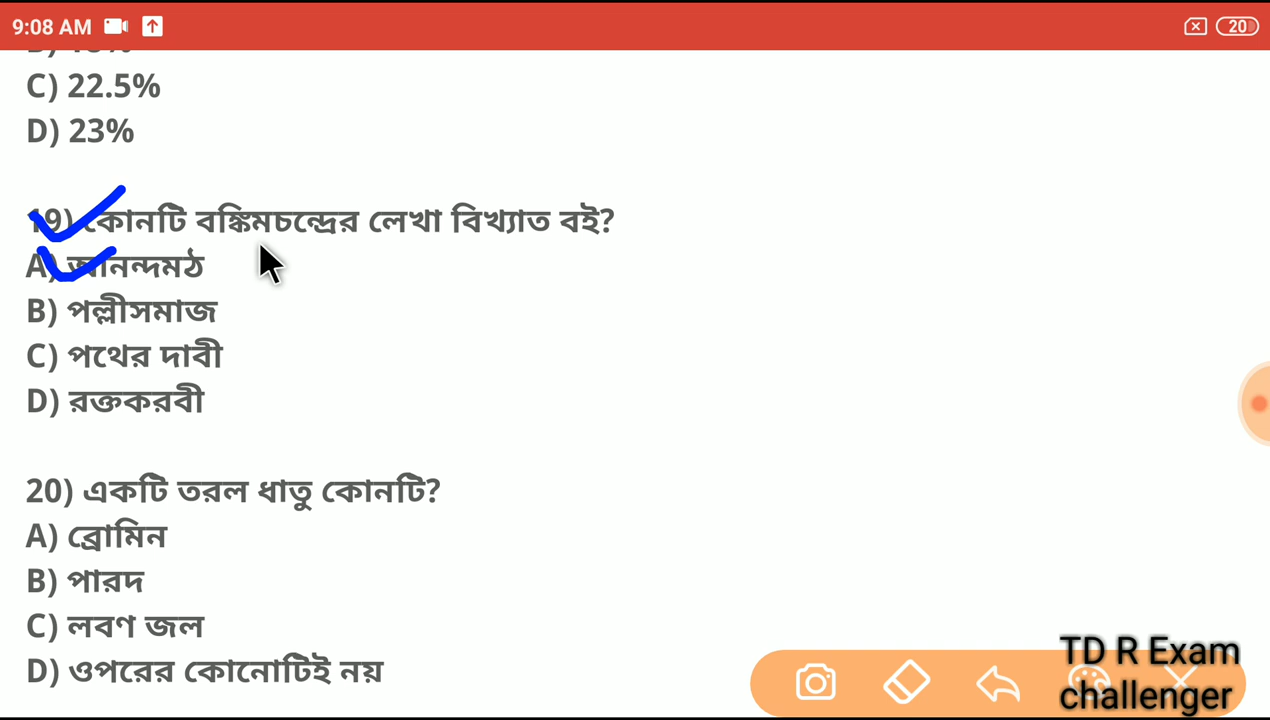 9:08 AM
20
C) 22.5%
D) 23%
19) কোনটি বঙ্কিমচন্দ্রের লেখা বিখ্যাত বই?
A) আনন্দমঠ
B) পল্লীসমাজ
C) পথের দাবী
D) রক্তকরবী
20) একটি তরল ধাতু কোনটি?
A) ব্রোমিন
B) পারদ
C) লবণ জল
D) ওপরের কোনোটিই নয়
TD R Exam
challenger